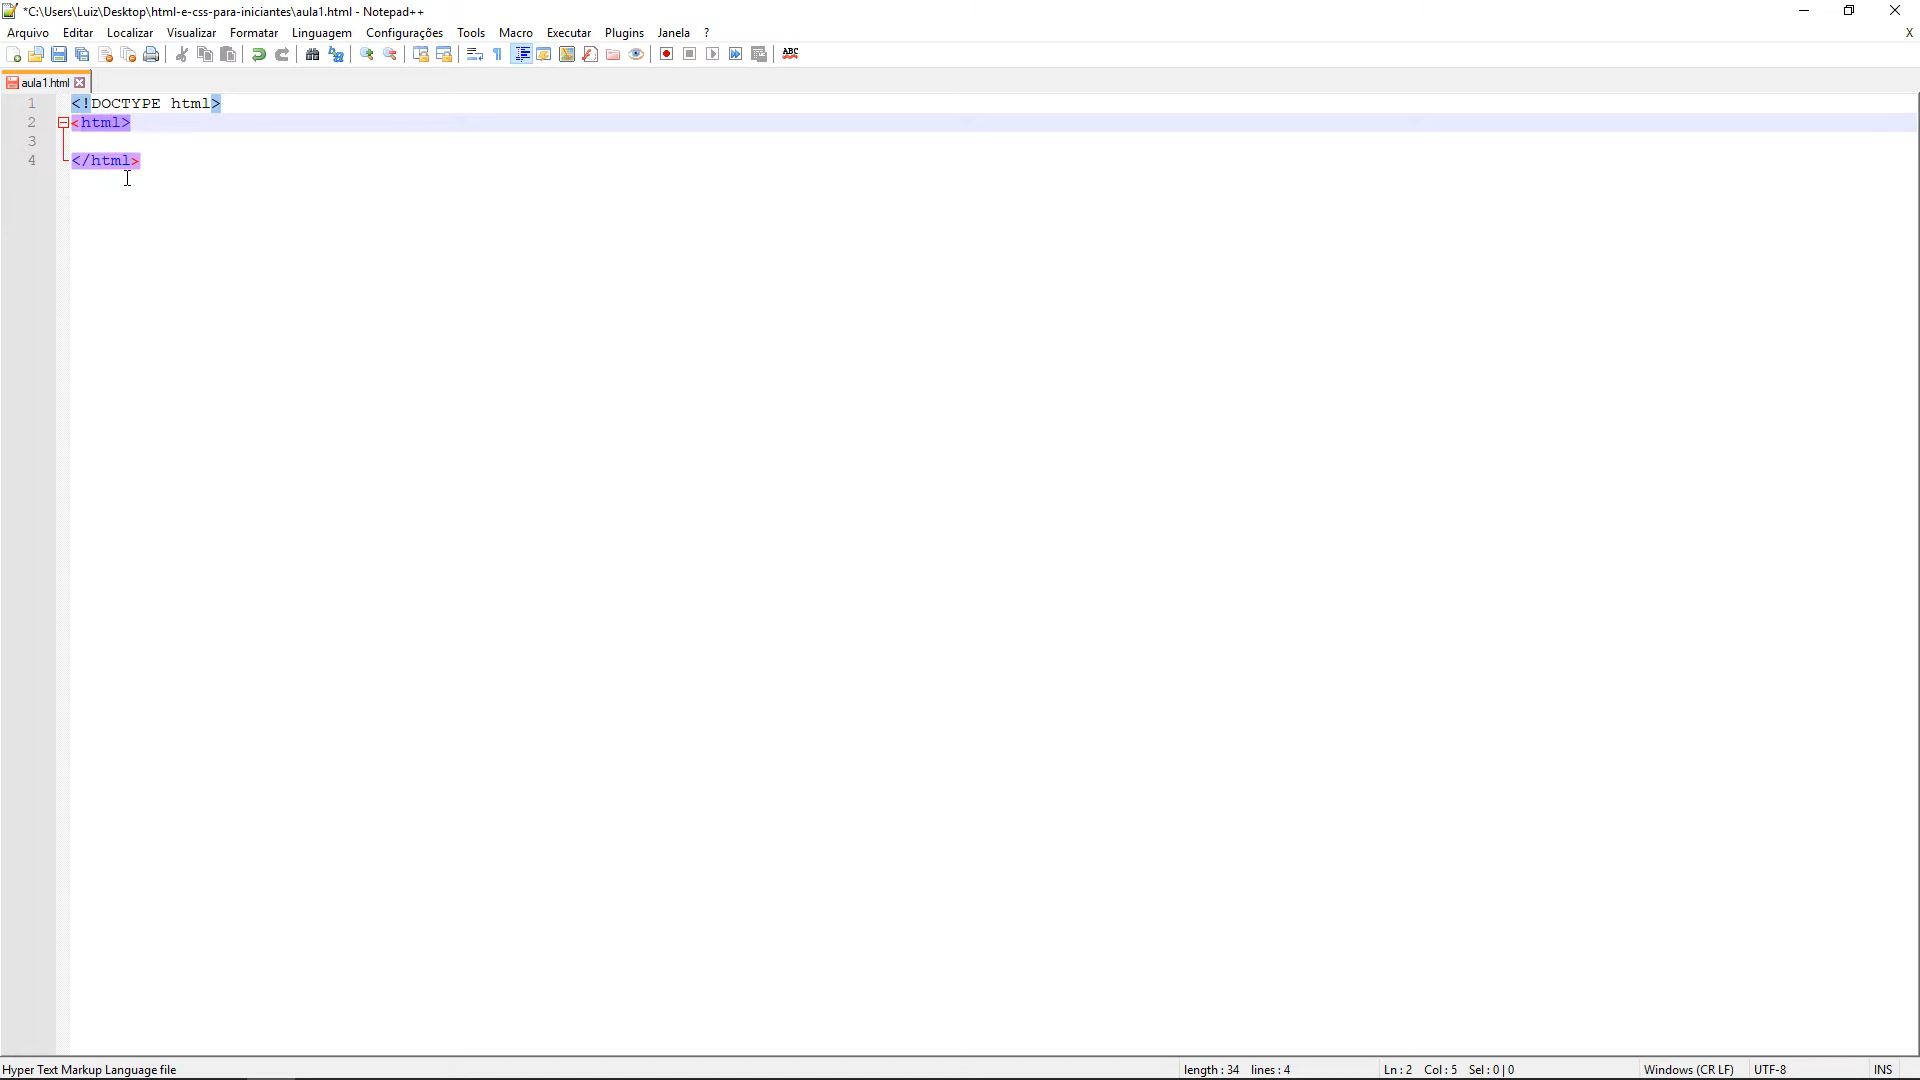 *C:\Users\Luiz\Desktop\html-e-css-para-iniciantes\aula1.html - Notepad++
Arquivo Editar Localizar Visualizar Formatar Linguagem Configurações Tools Macro Executar Plugins Janela ? X
ABC
aula1.html
1 <!DOCTYPE html>
2 <html>
3
4 </html>
Hyper Text Markup Language file length : 34 lines : 4 Ln : 2 Col : 5 Sel : 0 | 0 Windows (CR LF) UTF-8 INS